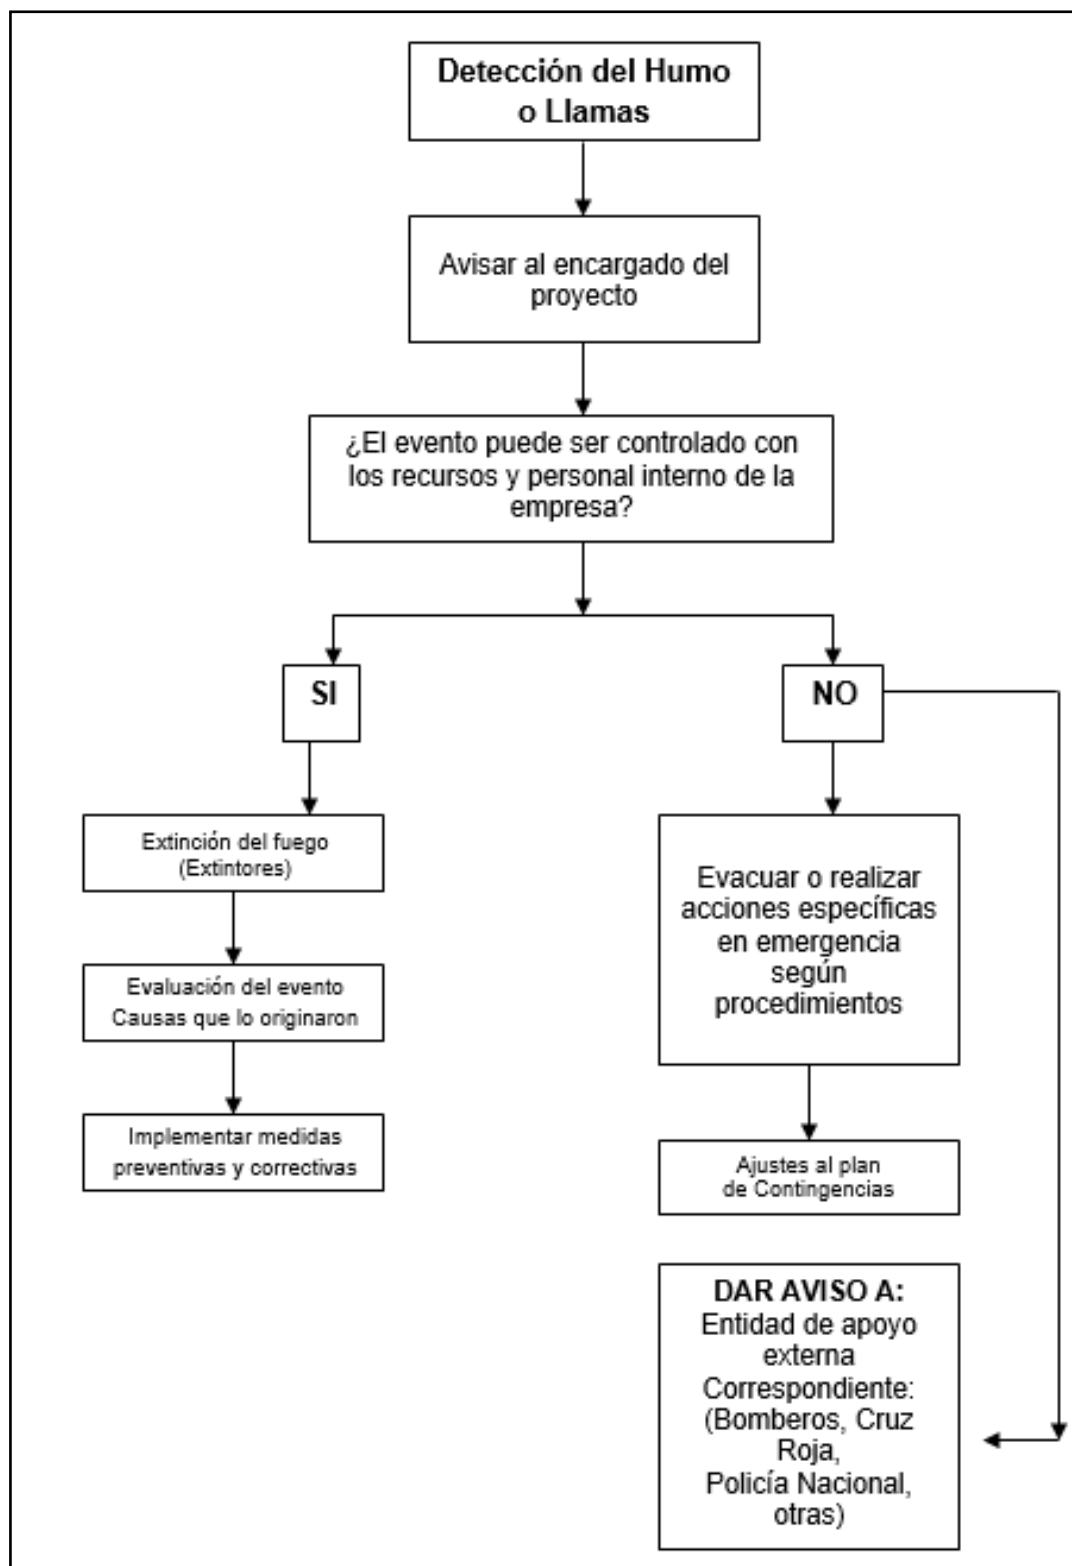 Detección del Humo
o Llamas
Avisar al encargado del
proyecto
¿El evento puede ser controlado con
los recursos y personal interno de la
empresa?
SI
NO
Extinción del fuego
(Extintores)
Evaluación del evento
Causas que lo originaron
Implementar medidas
preventivas y correctivas
Evacuar o realizar
acciones específicas
en emergencia
según
procedimientos
Ajustes al plan
de Contingencias
DAR AVISO A:
Entidad de apoyo
externa
Correspondiente:
(Bomberos, Cruz
Roja,
Policía Nacional,
otras)